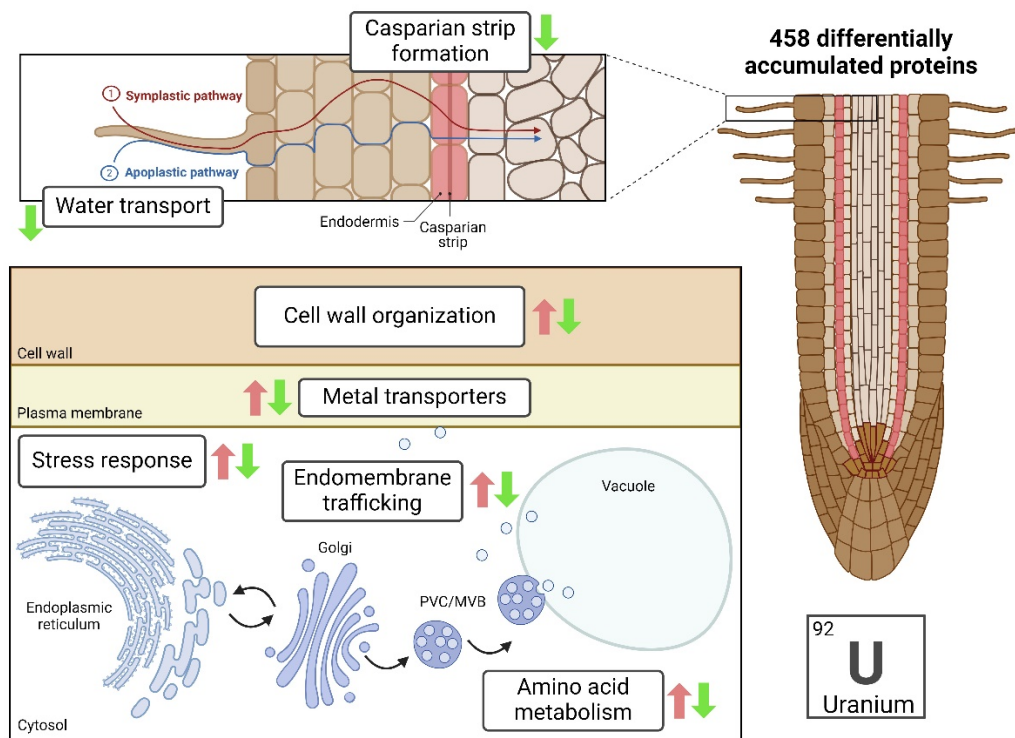 Casparian strip
formation
458 differentially
accumulated proteins
1 Symplastic pathway
2 Apoplastic pathway
Water transport
Endodermis
Casparian
strip
Cell wall organization
Cell wall
Metal transporters
Plasma membrane
Stress response
Endomembrane
trafficking
Vacuole
Golgi
Endoplasmic
reticulum
PVC/MVB
Amino acid
metabolism
Cytosol
92
U
Uranium